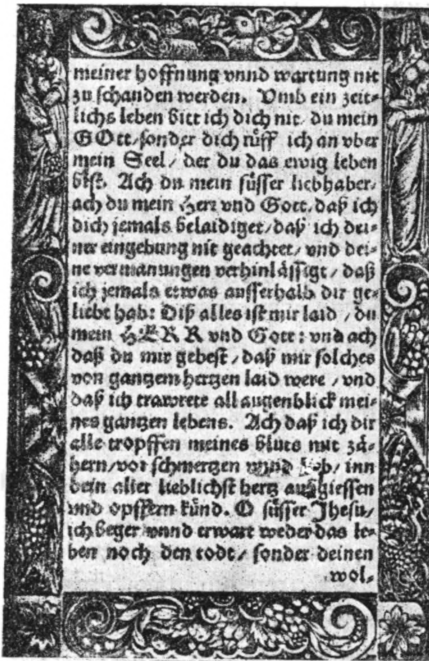 meiner hoffnung vnnd wartung nit
zu schanden werden. Vmb ein zeit-
lichs leben bitt ich dich nit / du mein
GOtt / sonder dich rüff ich an vber
mein Seel / der du das ewig leben
bist. Ach du mein süsser liebhaber /
ach du mein Herr vnd Gott / daß ich
dich jemals belaidiget / daß ich dei-
ner eingebung nit geachtet / vnd dei-
ne vermanungen verhinlässigt / daß
ich jemals etwas ausserhalb dir ge-
liebt hab: Diß alles ist mir laid / du
mein HERR vnd Gott: vnd ach
daß du mir gebest / daß mir solches
von gantzem hertzen laid were / vnd
daß ich trawrete all augenblick mei-
nes gantzen lebens. Ach daß ich dir
alle tropffen meines bluts mit zä-
hern / vor schmertzen vnnd / inn
dein aller lieblichst hertz außgiessen
vnd opffern künd. O süsser Jhesu /
ich beger vnnd erwart weder das le-
ben noch den todt / sonder deinen
wol-